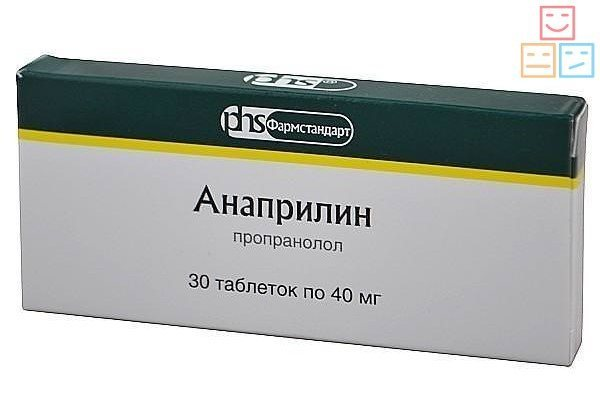 phs Фармстандарт
Анаприлин
пропранолол
30 таблеток по 40 мг